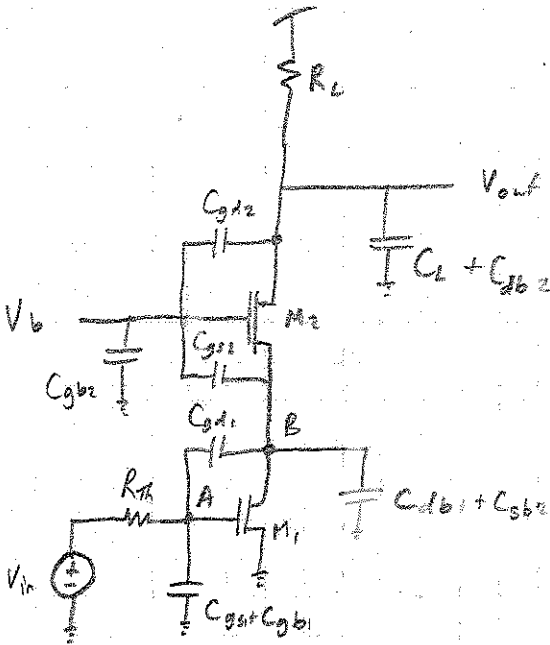 R_L
V_out
C_gd2
C_L + C_db2
V_b
M_2
C_gs2
C_gb2
C_gd1
B
R_Th
A
C_db1 + C_sb2
M_1
V_in
+
-
C_gs1 + C_gb1